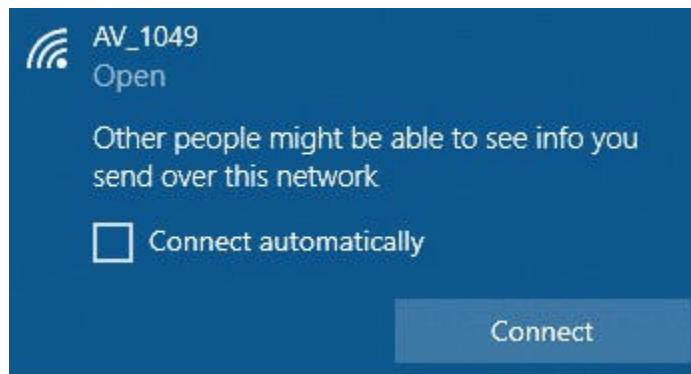 AV_1049
Open
Other people might be able to see info you
send over this network
Connect automatically
Connect